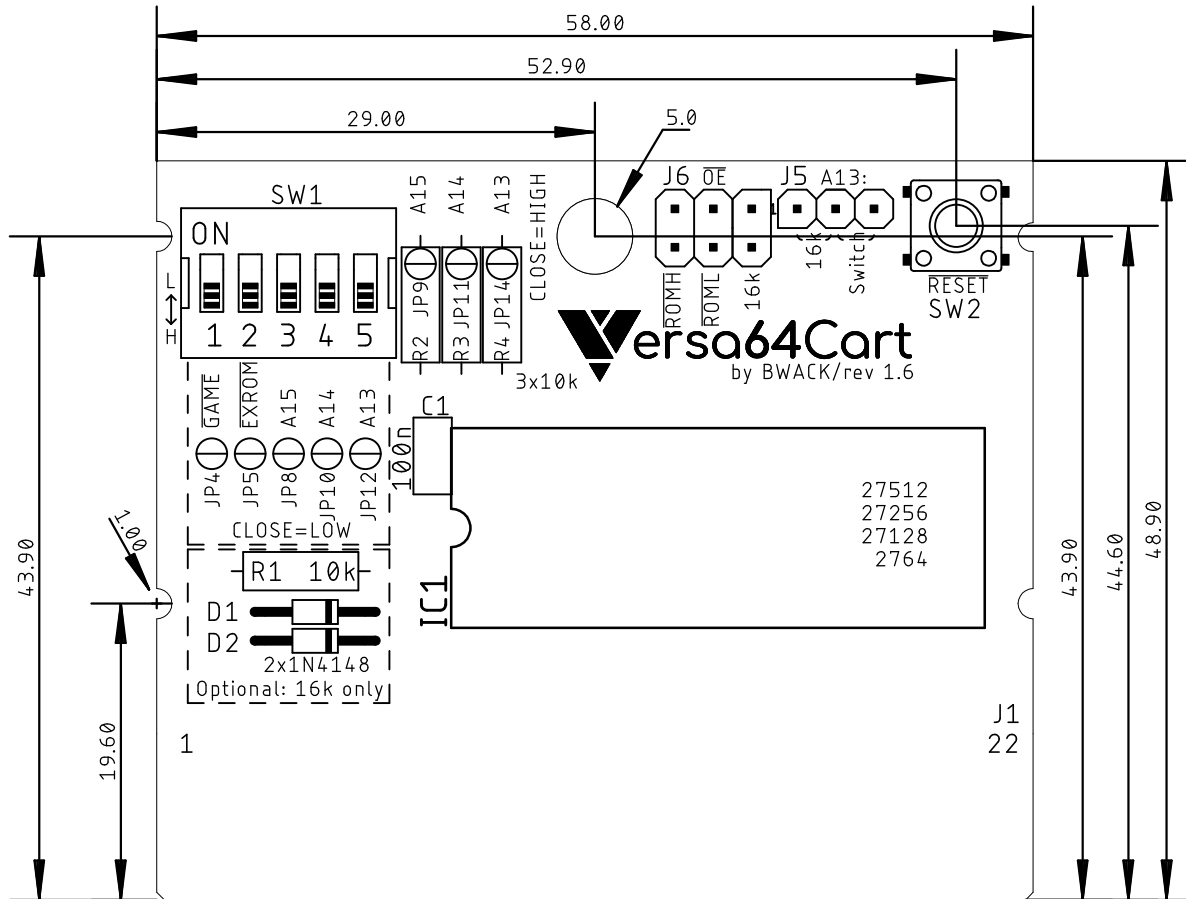 58.00
52.90
29.00
5.0
SW1
ON
1 2 3 4 5
L
H
A15
A14
A13
CLOSE=HIGH
R2 JP9
R3 JP11
R4 JP14
3x10k
J6 OE
J5 A13:
1
16k
Switch
ROMH
ROML
16k
RESET
SW2
Versa64Cart
by BWACK/rev 1.6
GAME
EXROM
A15
A14
A13
JP4
JP5
JP8
JP10
JP12
CLOSE=LOW
C1
100n
27512
27256
27128
2764
IC1
R1 10k
D1
D2
2x1N4148
Optional: 16k only
1.00
43.90
19.60
43.90
44.60
48.90
J1
1
22